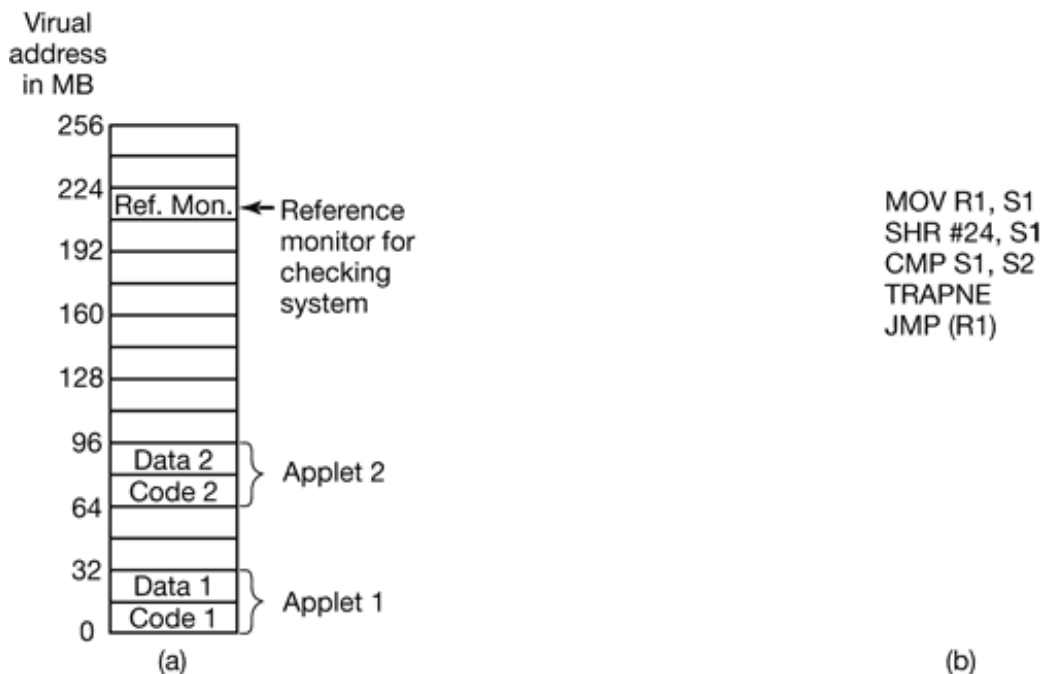 Virual
address
in MB
256
224
Ref. Mon.
Reference
monitor for
checking
system
192
160
128
96
Data 2
Code 2
Applet 2
64
32
Data 1
Code 1
Applet 1
0
(a)
MOV R1, S1
SHR #24, S1
CMP S1, S2
TRAPNE
JMP (R1)
(b)